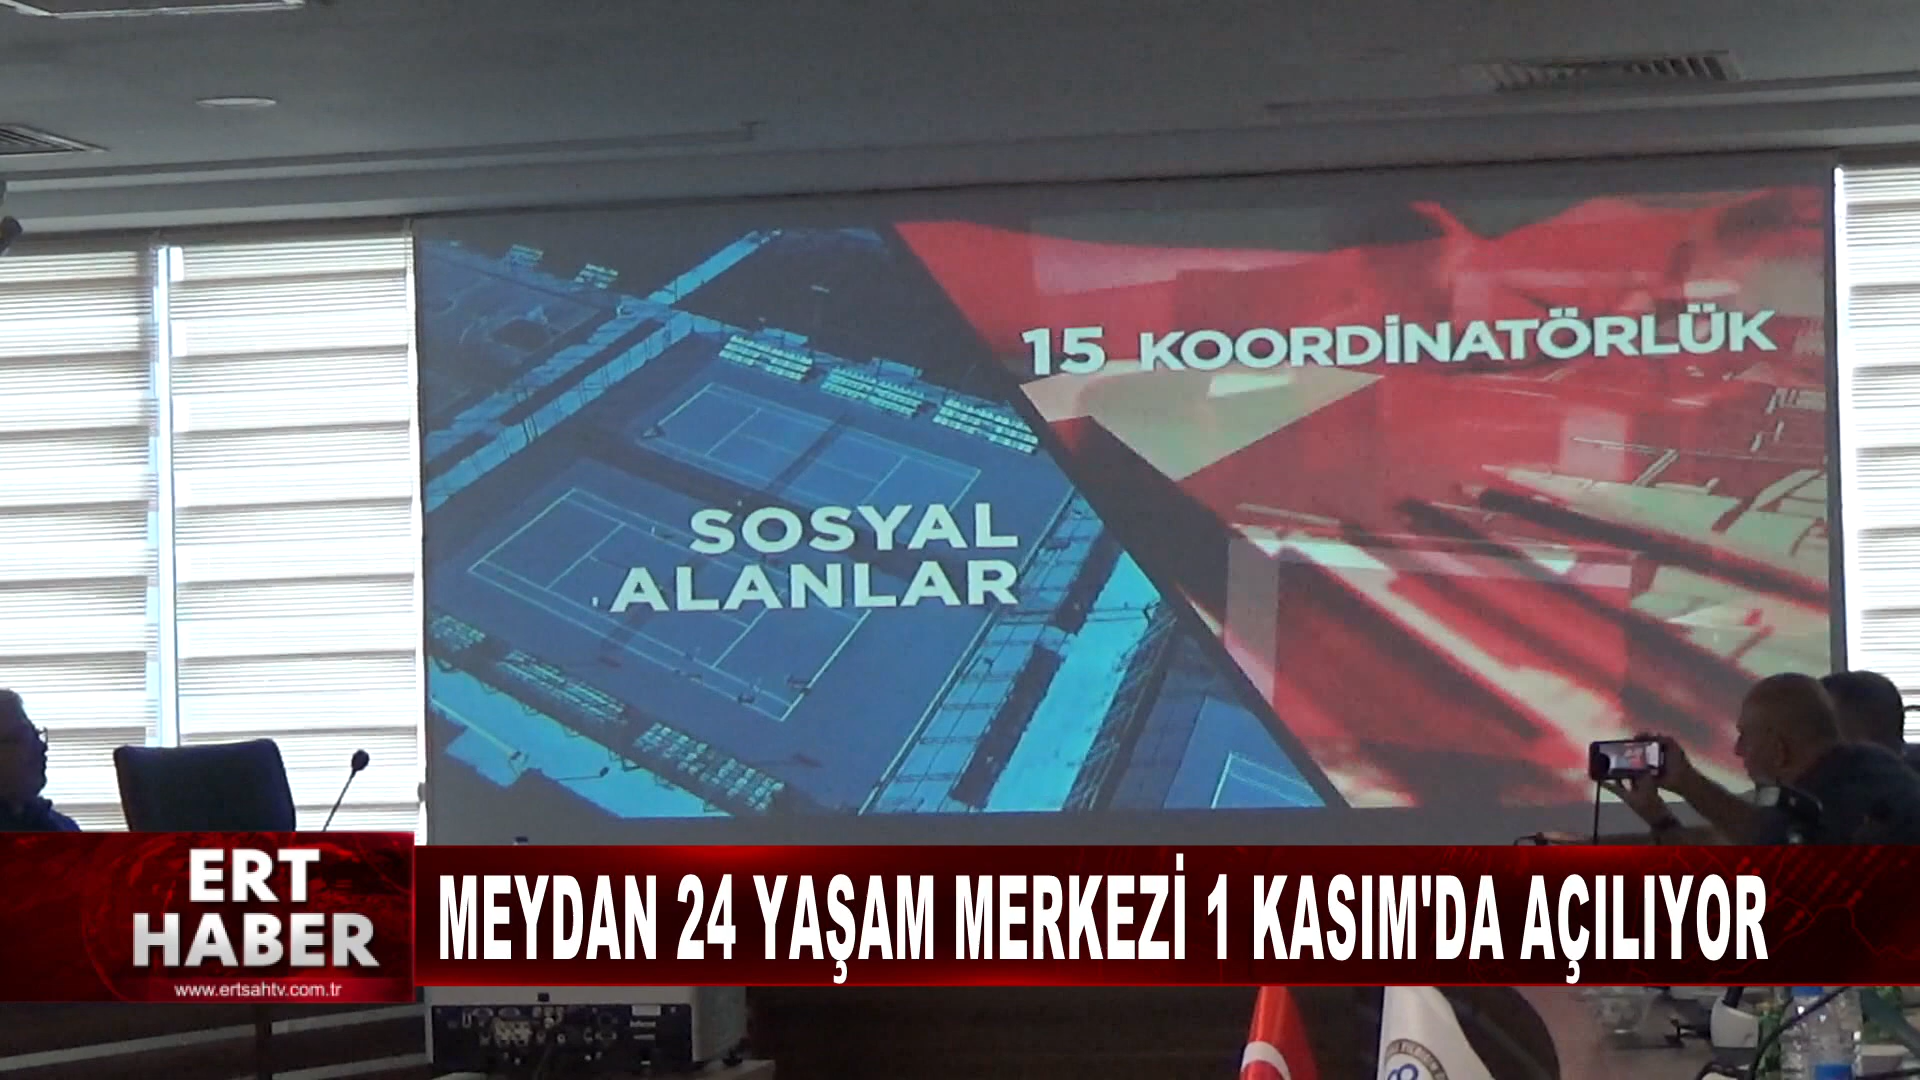 15 KOORDİNATÖRLÜK
SOSYAL
ALANLAR
ERT
HABER
www.ertsahtv.com.tr
MEYDAN 24 YAŞAM MERKEZİ 1 KASIM'DA AÇILIYOR